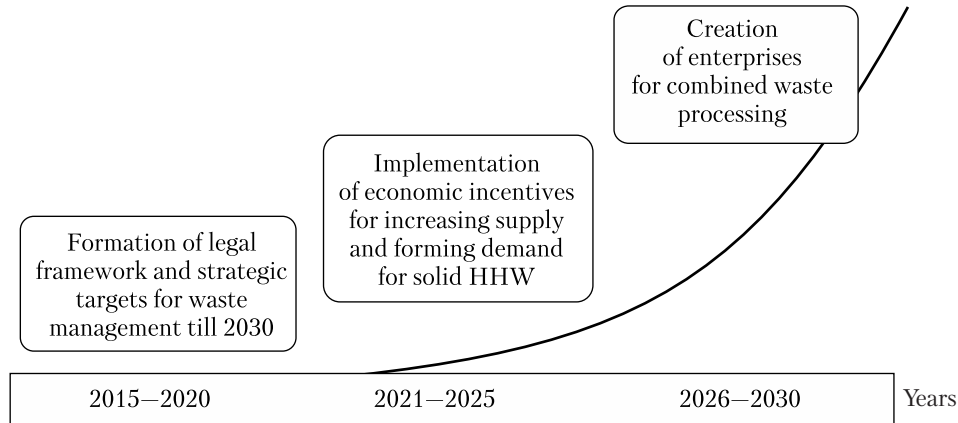 Creation
of enterprises
for combined waste
processing
Implementation
of economic incentives
for increasing supply
and forming demand
for solid HHW
Formation of legal
framework and strategic
targets for waste
management till 2030
2015–2020
2021–2025
2026–2030
Years